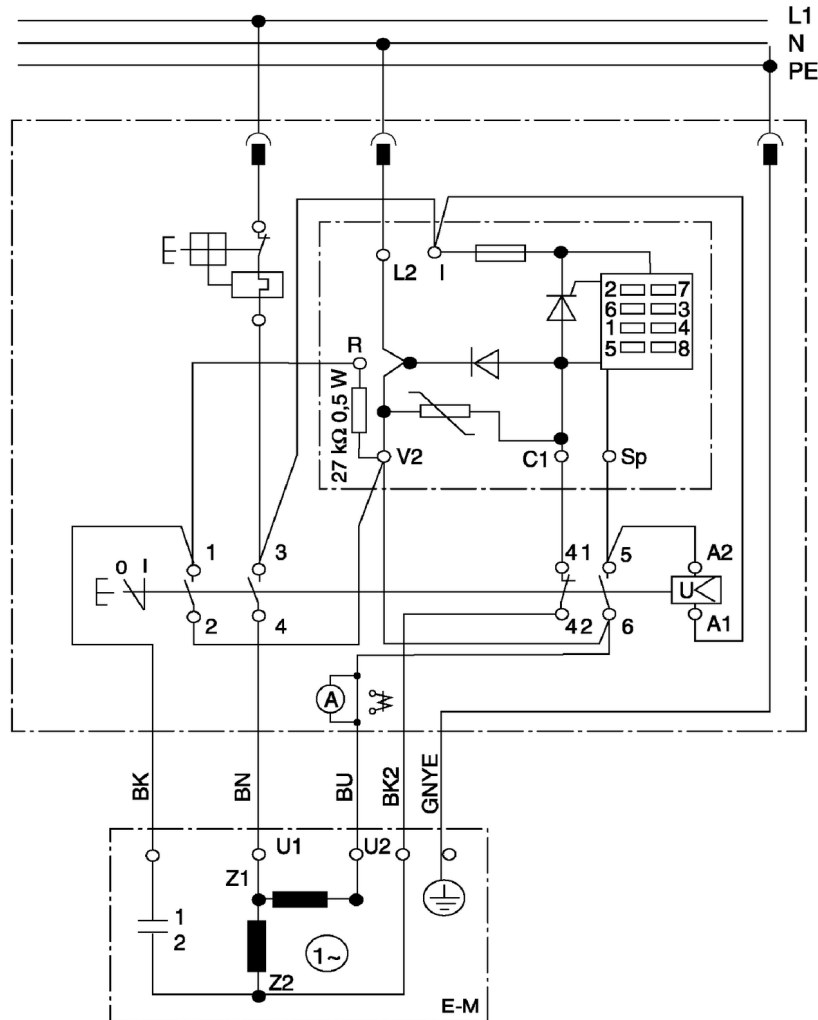 L1
N
PE
L2
I
2 7
6 3
1 4
5 8
R
27 kΩ 0,5 W
V2
C1
Sp
0 I
1
3
41
5
A2
U<
2
4
42
6
A1
A
BK
BN
BU
BK2
GNYE
U1
U2
Z1
1
2
1~
Z2
E-M